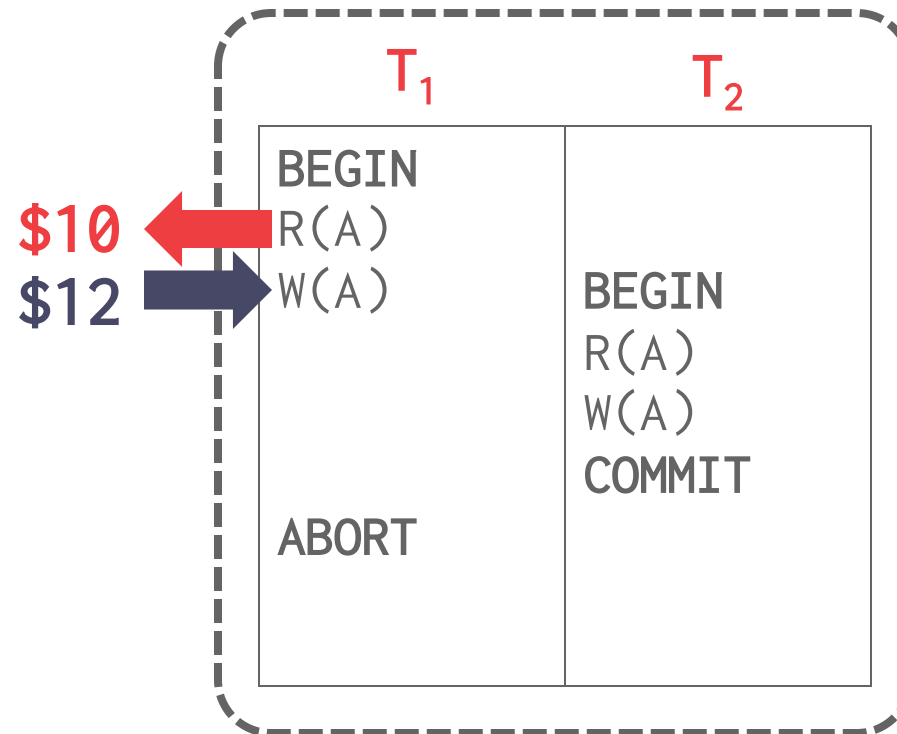 T1 T2
BEGIN
$10 R(A)
$12 W(A) BEGIN
R(A)
W(A)
COMMIT
ABORT